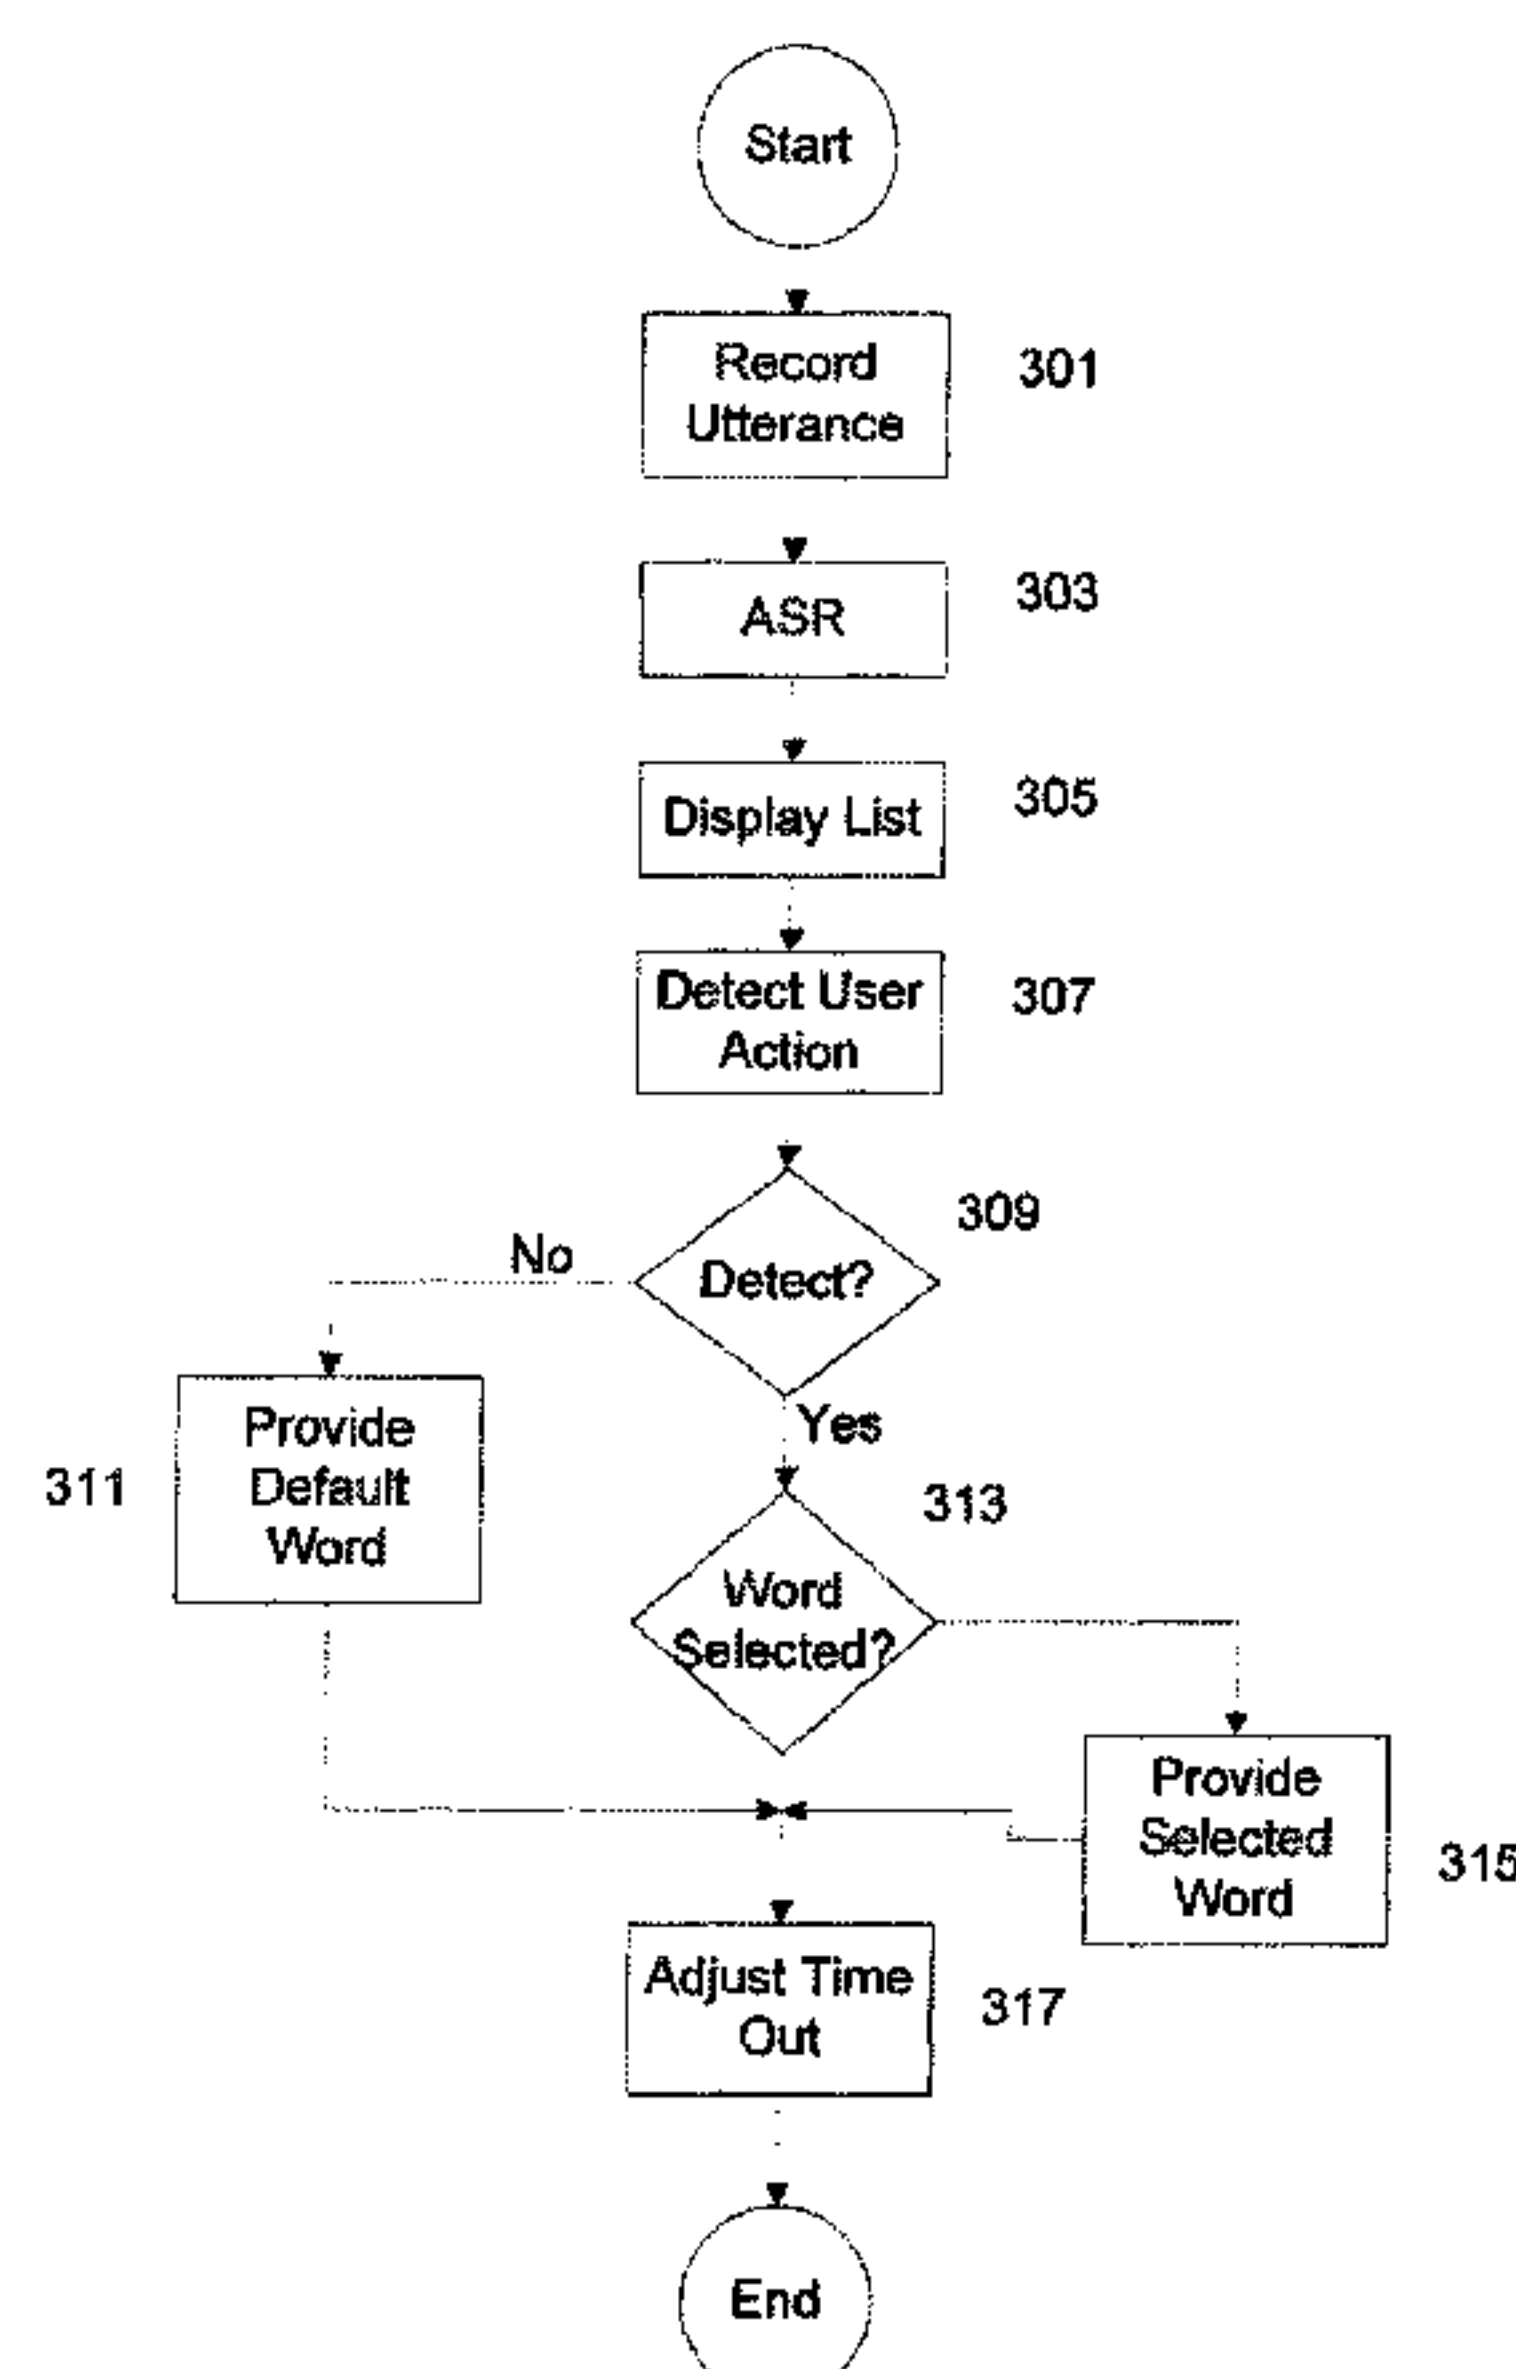 Start
Record
Utterance
301
ASR
303
Display List
305
Detect User
Action
307
309
Detect?
No
Yes
Provide
Default
Word
311
313
Word
Selected?
Provide
Selected
Word
315
Adjust Time
Out
317
End